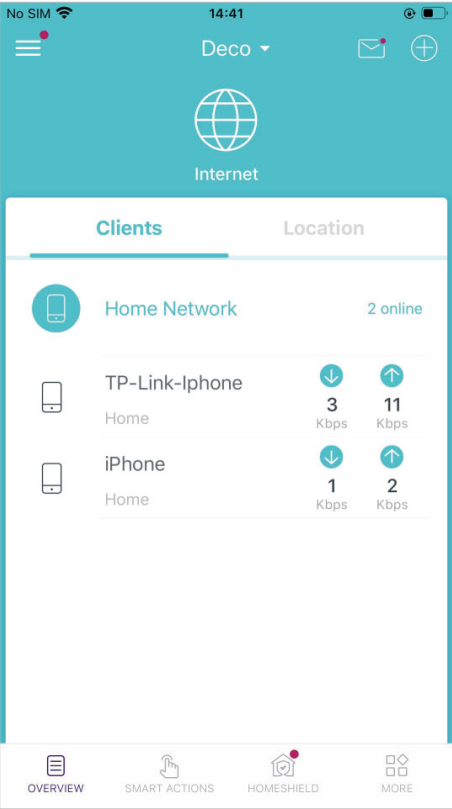 No SIM 14:41
Deco
Internet
Clients Location
Home Network 2 online
TP-Link-Iphone
Home
3 11
Kbps Kbps
iPhone
Home
1 2
Kbps Kbps
OVERVIEW SMART ACTIONS HOMESHIELD MORE